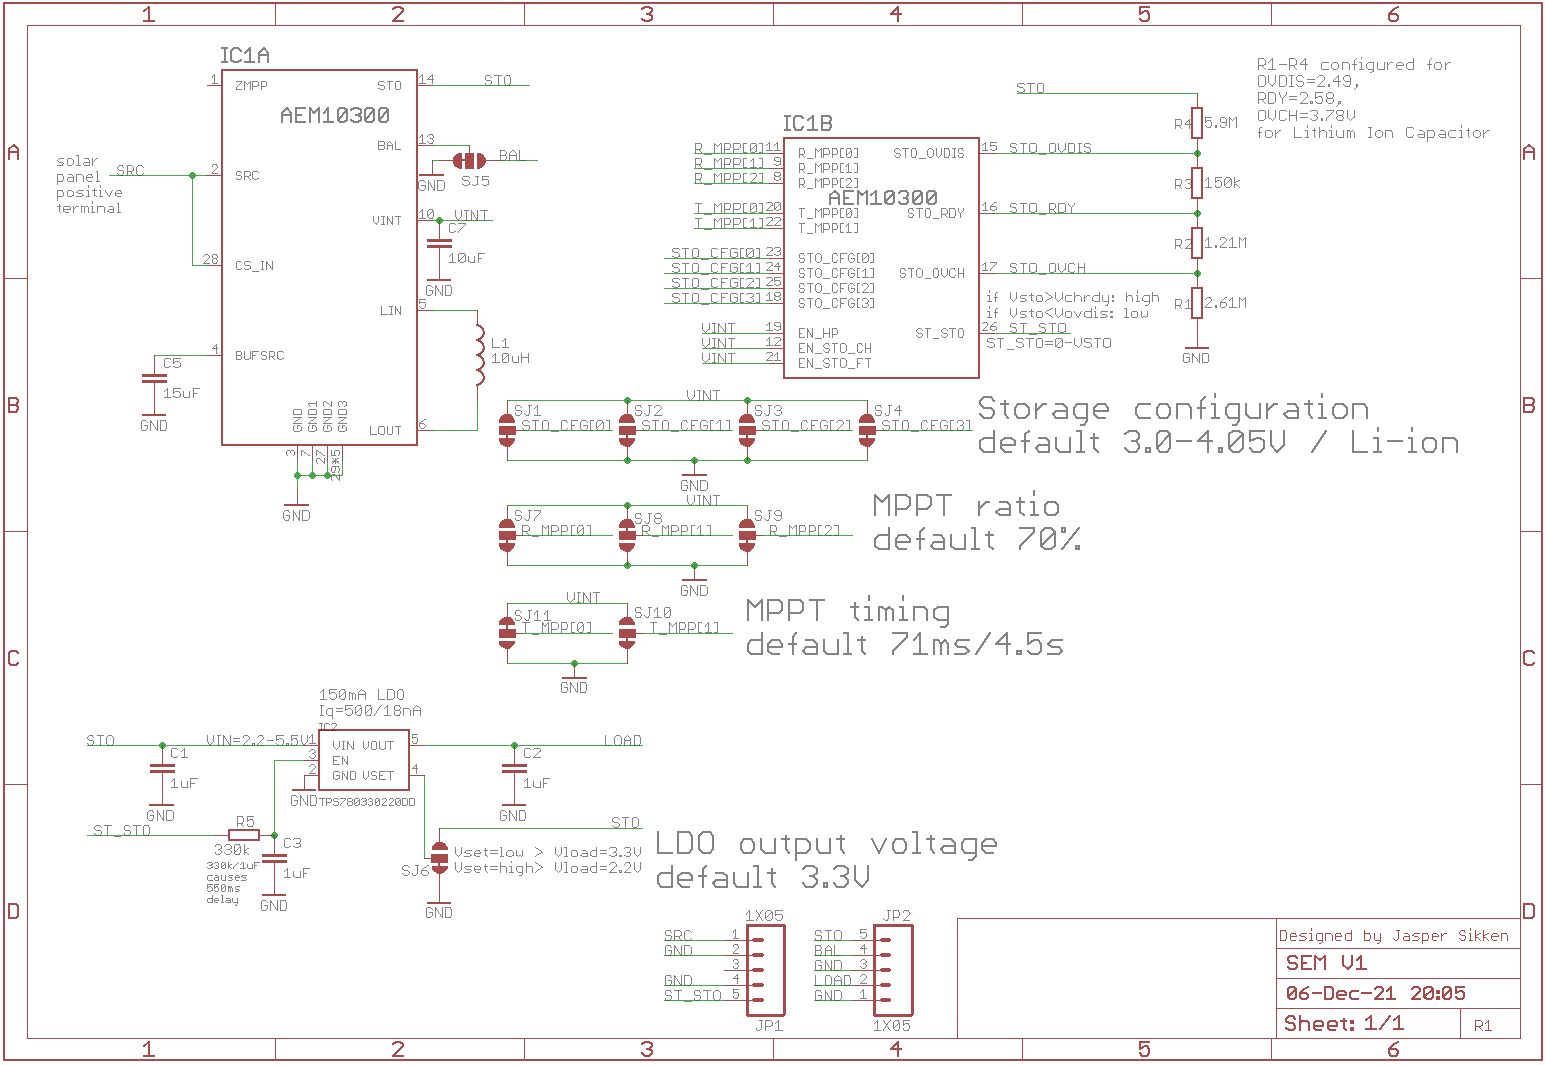 1 2 3 4 5 6
A
B
C
D
A
B
C
D
IC1A
AEM10300
1 ZMPP
2 SRC
28 CS_IN
4 BUFSRC
STO 14 STO
BAL 13
BAL
GND
SJ5
VINT 10 VINT
C7
10uF
GND
LIN 5
L1
10uH
LOUT 6
solar
panel
positive
terminal
SRC
C5
15uF
GND
GND
GND1
GND2
GND3
3
7
27
29*5
GND
IC1B
AEM10300
R_MPP[0] 11 R_MPP[0]
R_MPP[1] 9 R_MPP[1]
R_MPP[2] 8 R_MPP[2]
T_MPP[0] 20 T_MPP[0]
T_MPP[1] 22 T_MPP[1]
STO_CFG[0] 23 STO_CFG[0]
STO_CFG[1] 24 STO_CFG[1]
STO_CFG[2] 25 STO_CFG[2]
STO_CFG[3] 18 STO_CFG[3]
VINT 19 EN_HP
VINT 12 EN_STO_CH
VINT 21 EN_STO_FT
STO_OVDIS 15 STO_OVDIS
STO_RDY 16 STO_RDY
STO_OVCH 17 STO_OVCH
if Vsto>Vchrdy: high
if Vsto<Vovdis: low
ST_STO 26 ST_STO
ST_STO=0-VSTO
STO
R4 5.9M
R3 150k
R2 1.21M
R1 2.61M
GND
R1-R4 configured for
OVDIS=2.49,
RDY=2.58,
OVCH=3.78V
for Lithium Ion Capacitor
VINT
SJ1 SJ2 SJ3 SJ4
STO_CFG[0] STO_CFG[1] STO_CFG[2] STO_CFG[3]
GND
Storage configuration
default 3.0-4.05V / Li-ion
VINT
SJ7 SJ8 SJ9
R_MPP[0] R_MPP[1] R_MPP[2]
GND
MPPT ratio
default 70%
VINT
SJ11 SJ10
T_MPP[0] T_MPP[1]
GND
MPPT timing
default 71ms/4.5s
150mA LDO
Iq=500/18nA
IC2
STO VIN=2.2-5.5V 1 VIN VOUT 5 LOAD
3 EN
2 GND VSET 4
GND TPS780330220DD
C1
1uF
GND
C2
1uF
GND
ST_STO R5
330k
330k/1uF
causes
550ms
delay
C3
1uF
GND
STO
Vset=low > Vload=3.3V
Vset=high> Vload=2.2V
SJ6
GND
LDO output voltage
default 3.3V
1X05
SRC 1
GND 2
3
GND 4
ST_STO 5
JP1
JP2
STO 5
BAL 4
GND 3
LOAD 2
GND 1
1X05
Designed by Jasper Sikken
SEM V1
06-Dec-21 20:05
Sheet: 1/1 R1
1 2 3 4 5 6